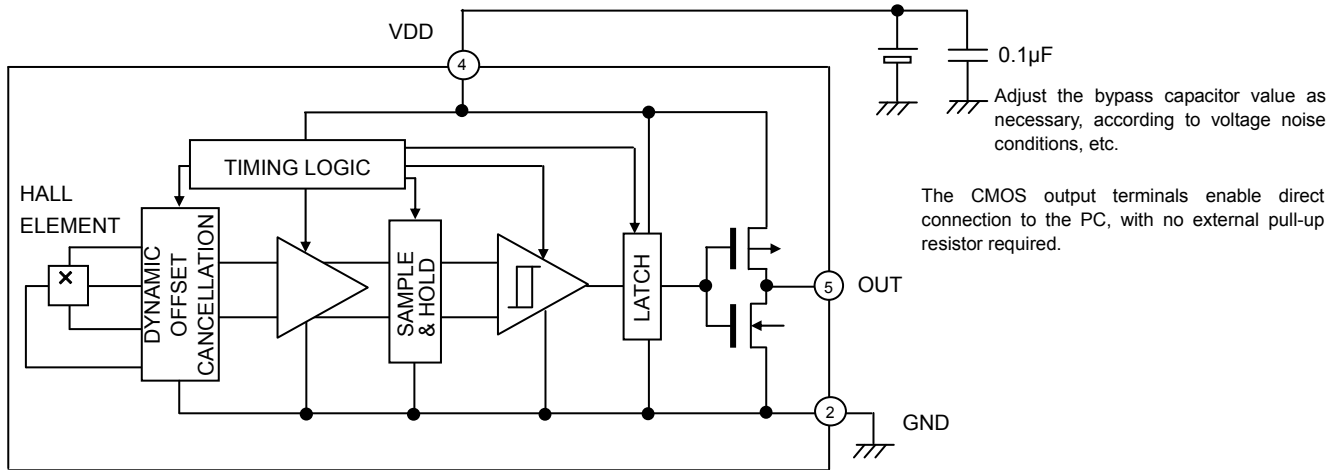 VDD
4
0.1µF
Adjust the bypass capacitor value as
necessary, according to voltage noise
conditions, etc.
The CMOS output terminals enable direct
connection to the PC, with no external pull-up
resistor required.
TIMING LOGIC
HALL
ELEMENT
×
DYNAMIC
OFFSET
CANCELLATION
SAMPLE
& HOLD
LATCH
5
OUT
2
GND